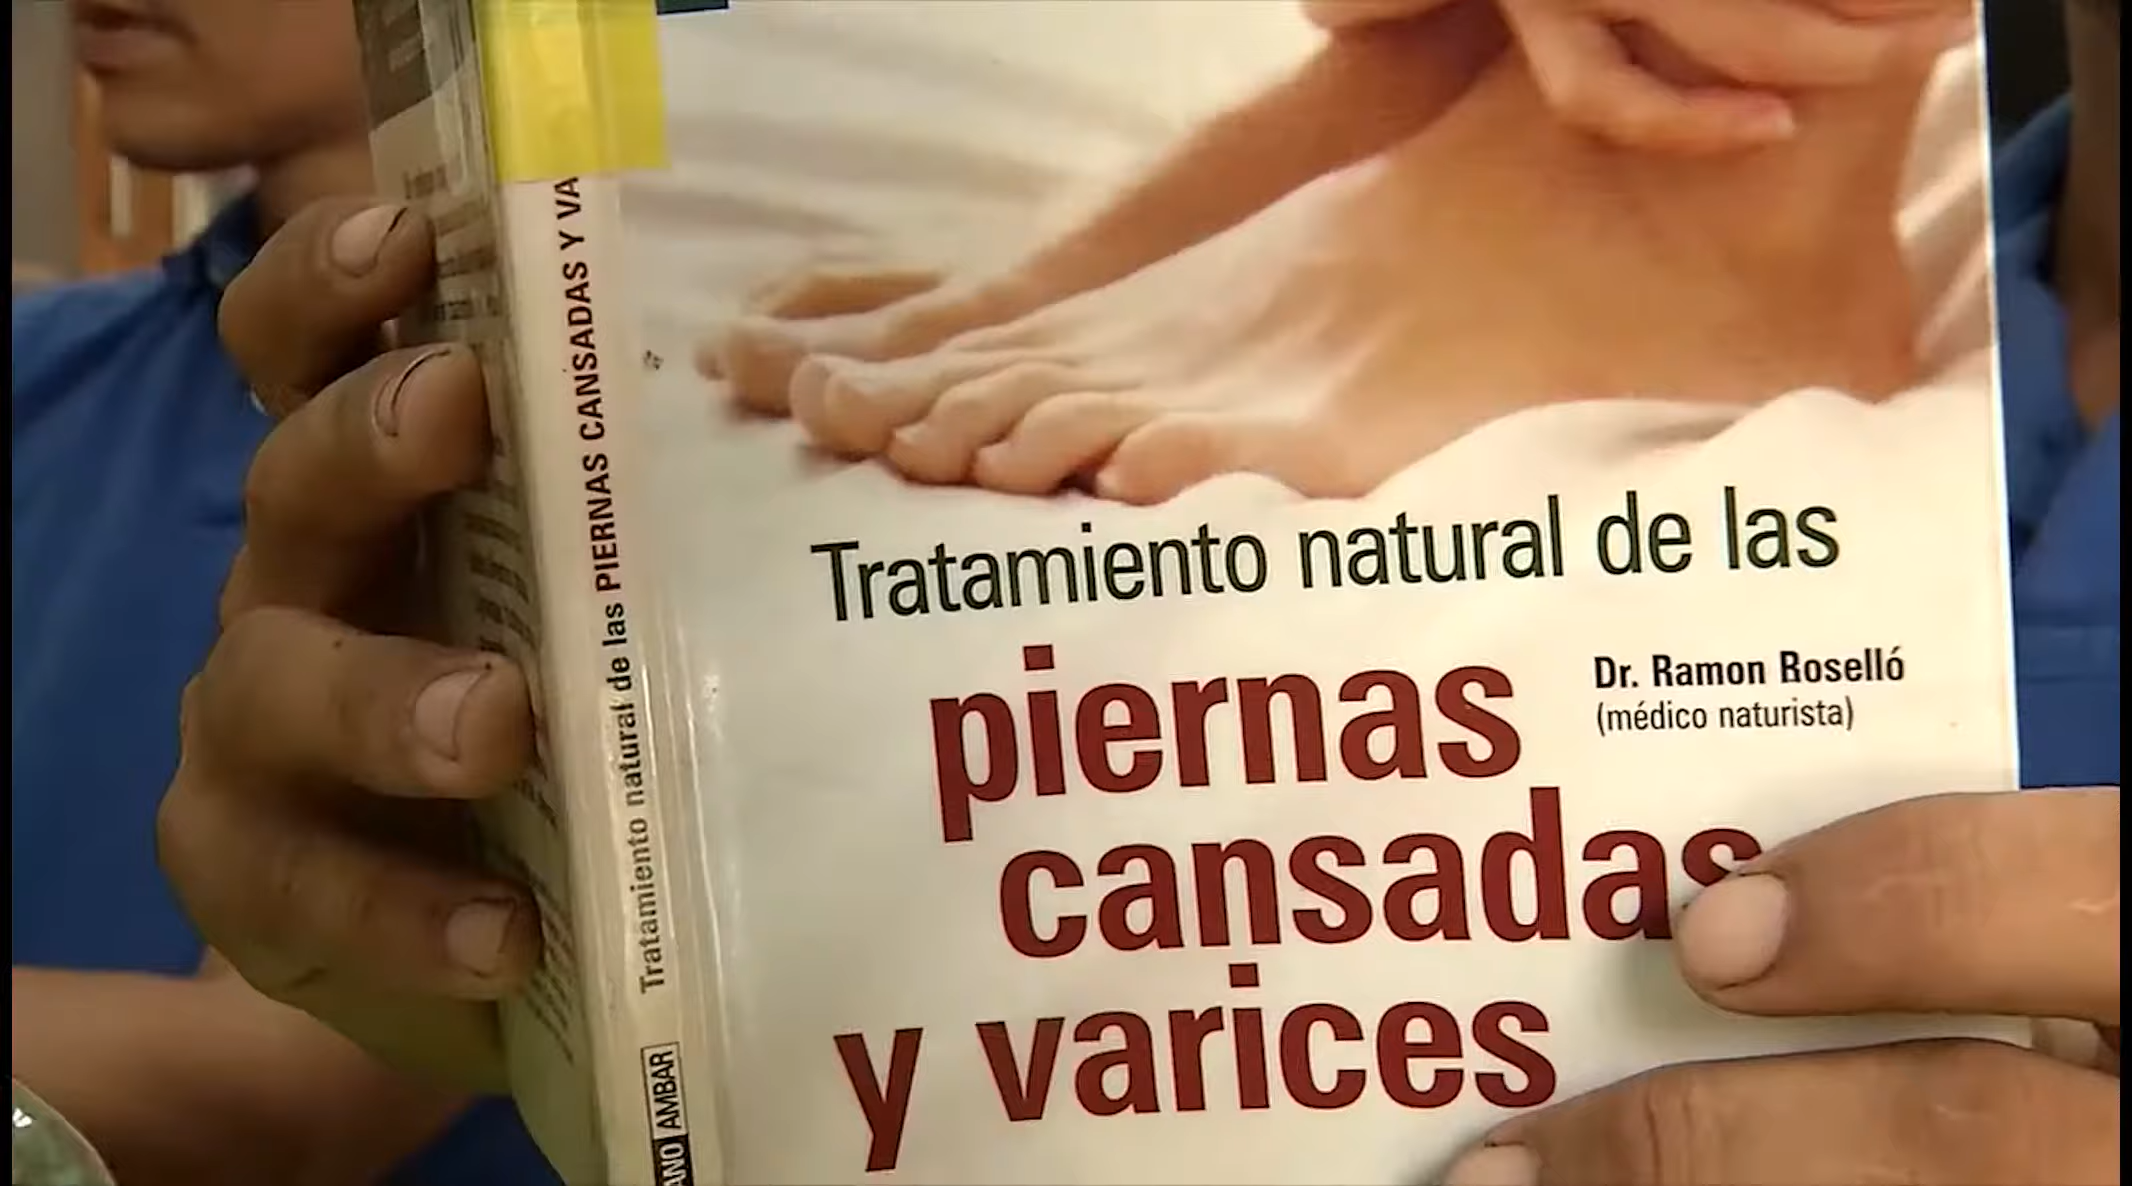 Tratamiento natural de las
piernas
cansadas
y varices
Dr. Ramon Roselló
(médico naturista)
Tratamiento natural de las PIERNAS CANSADAS Y VA
ANO AMBAR